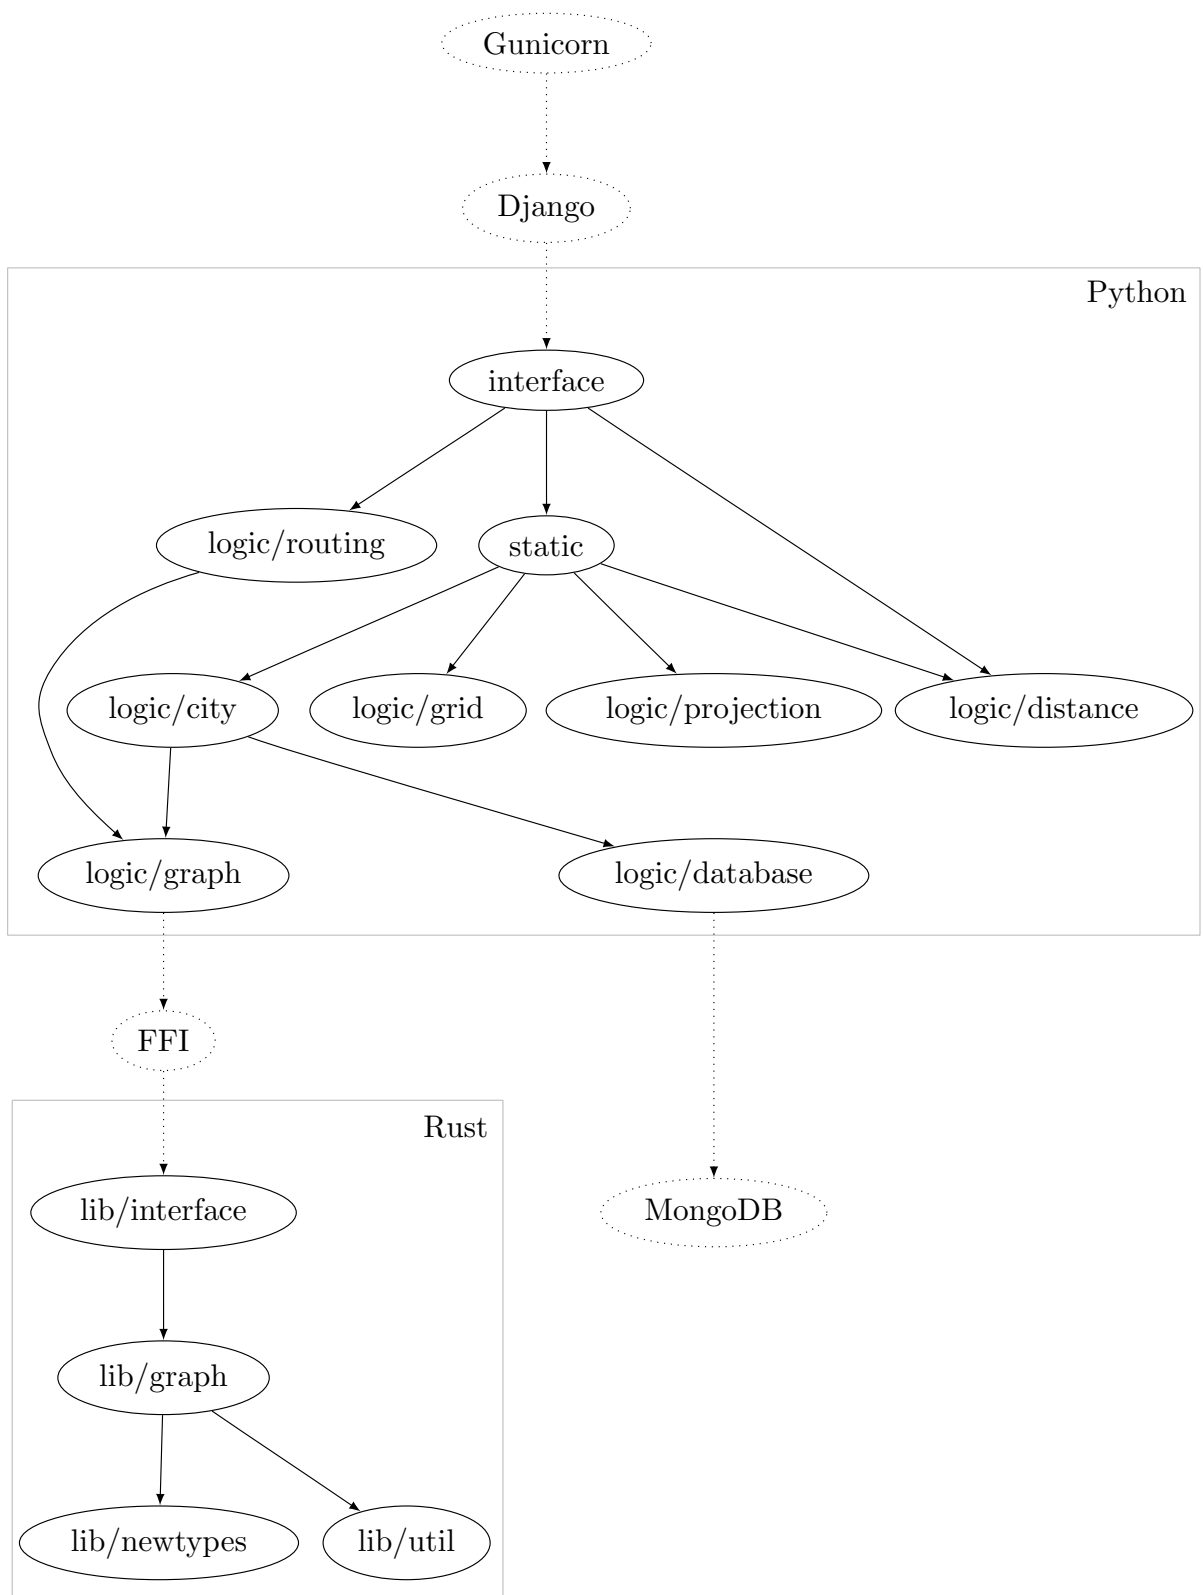 Gunicorn
Django
Python
interface
logic/routing
static
logic/city
logic/grid
logic/projection
logic/distance
logic/graph
logic/database
FFI
Rust
lib/interface
MongoDB
lib/graph
lib/newtypes
lib/util